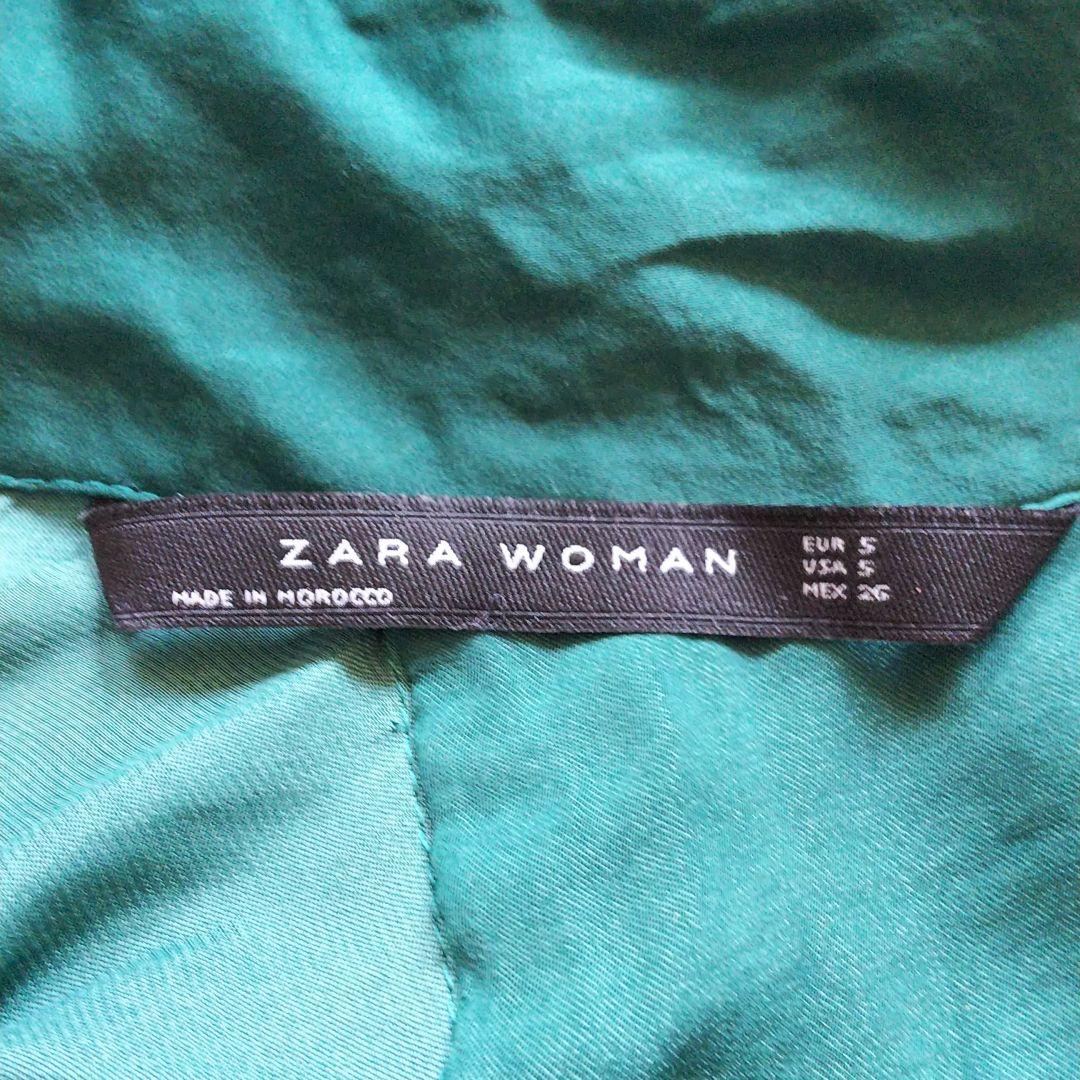 ZARA WOMAN
MADE IN MOROCCO
EUR S
USA S
MEX 26